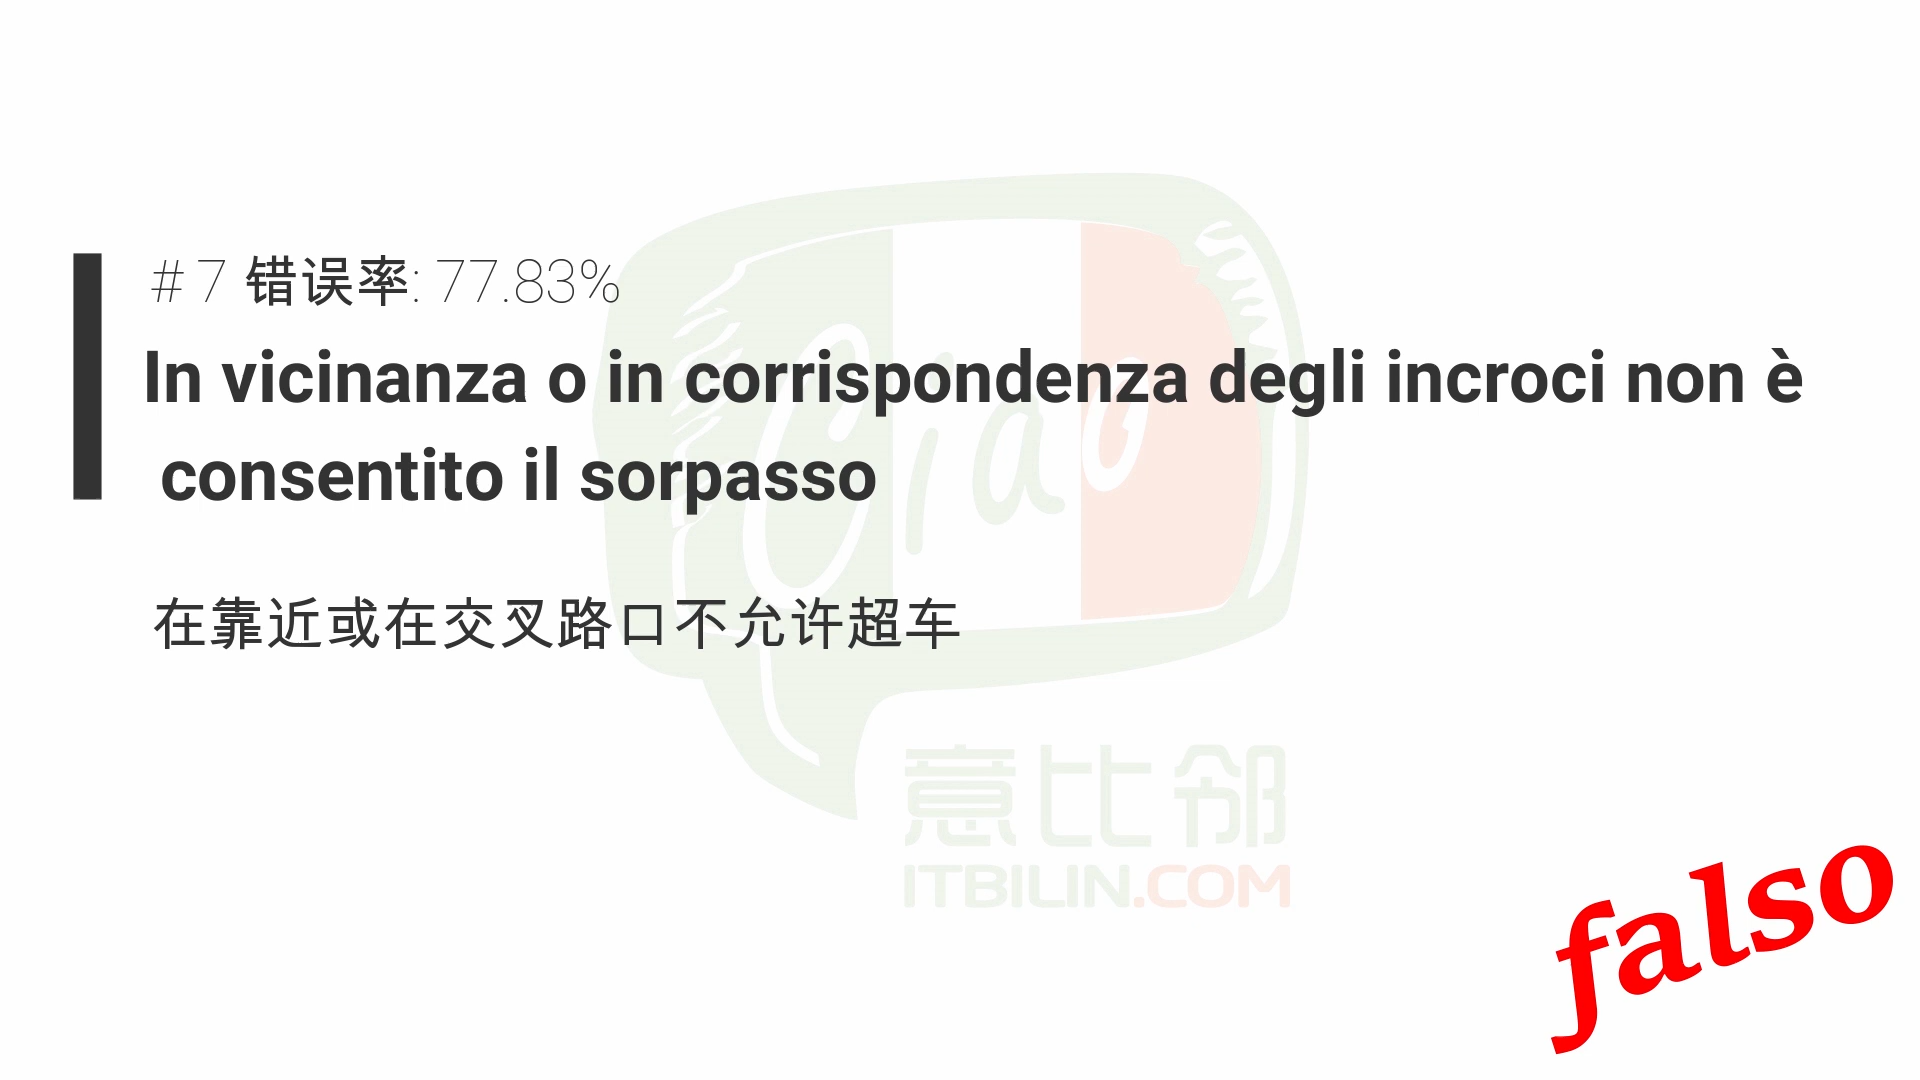 # 7 错误率: 77.83%
In vicinanza o in corrispondenza degli incroci non è
consentito il sorpasso
在靠近或在交叉路口不允许超车
Ciao
意比邻
ITBILIN.COM
falso